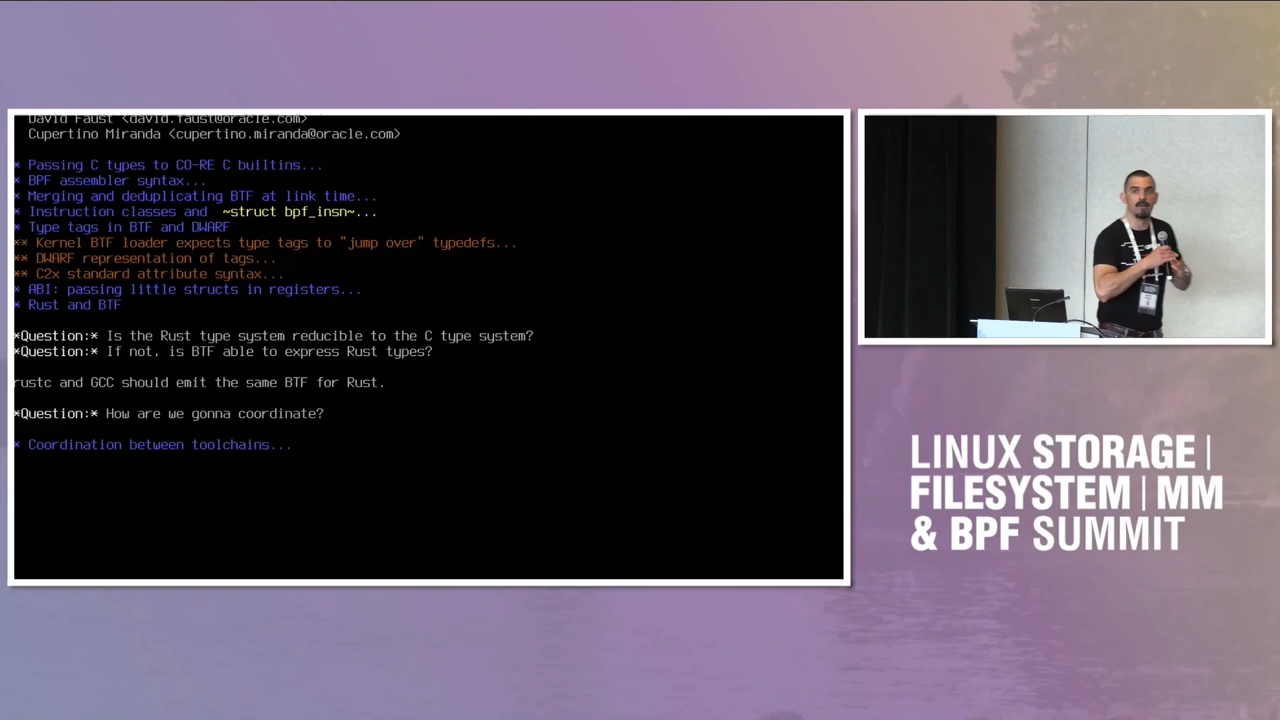 David Faust <david.faust@oracle.com>
Cupertino Miranda <cupertino.miranda@oracle.com>
* Passing C types to CO-RE C builtins...
* BPF assembler syntax...
* Merging and deduplicating BTF at link time...
* Instruction classes and  ~struct bpf_insn~...
* Type tags in BTF and DWARF
** Kernel BTF loader expects type tags to "jump over" typedefs...
** DWARF representation of tags...
** C2x standard attribute syntax...
* ABI: passing little structs in registers...
* Rust and BTF
*Question:* Is the Rust type system reducible to the C type system?
*Question:* If not, is BTF able to express Rust types?
rustc and GCC should emit the same BTF for Rust.
*Question:* How are we gonna coordinate?
* Coordination between toolchains...
LINUX STORAGE |
FILESYSTEM | MM
& BPF SUMMIT